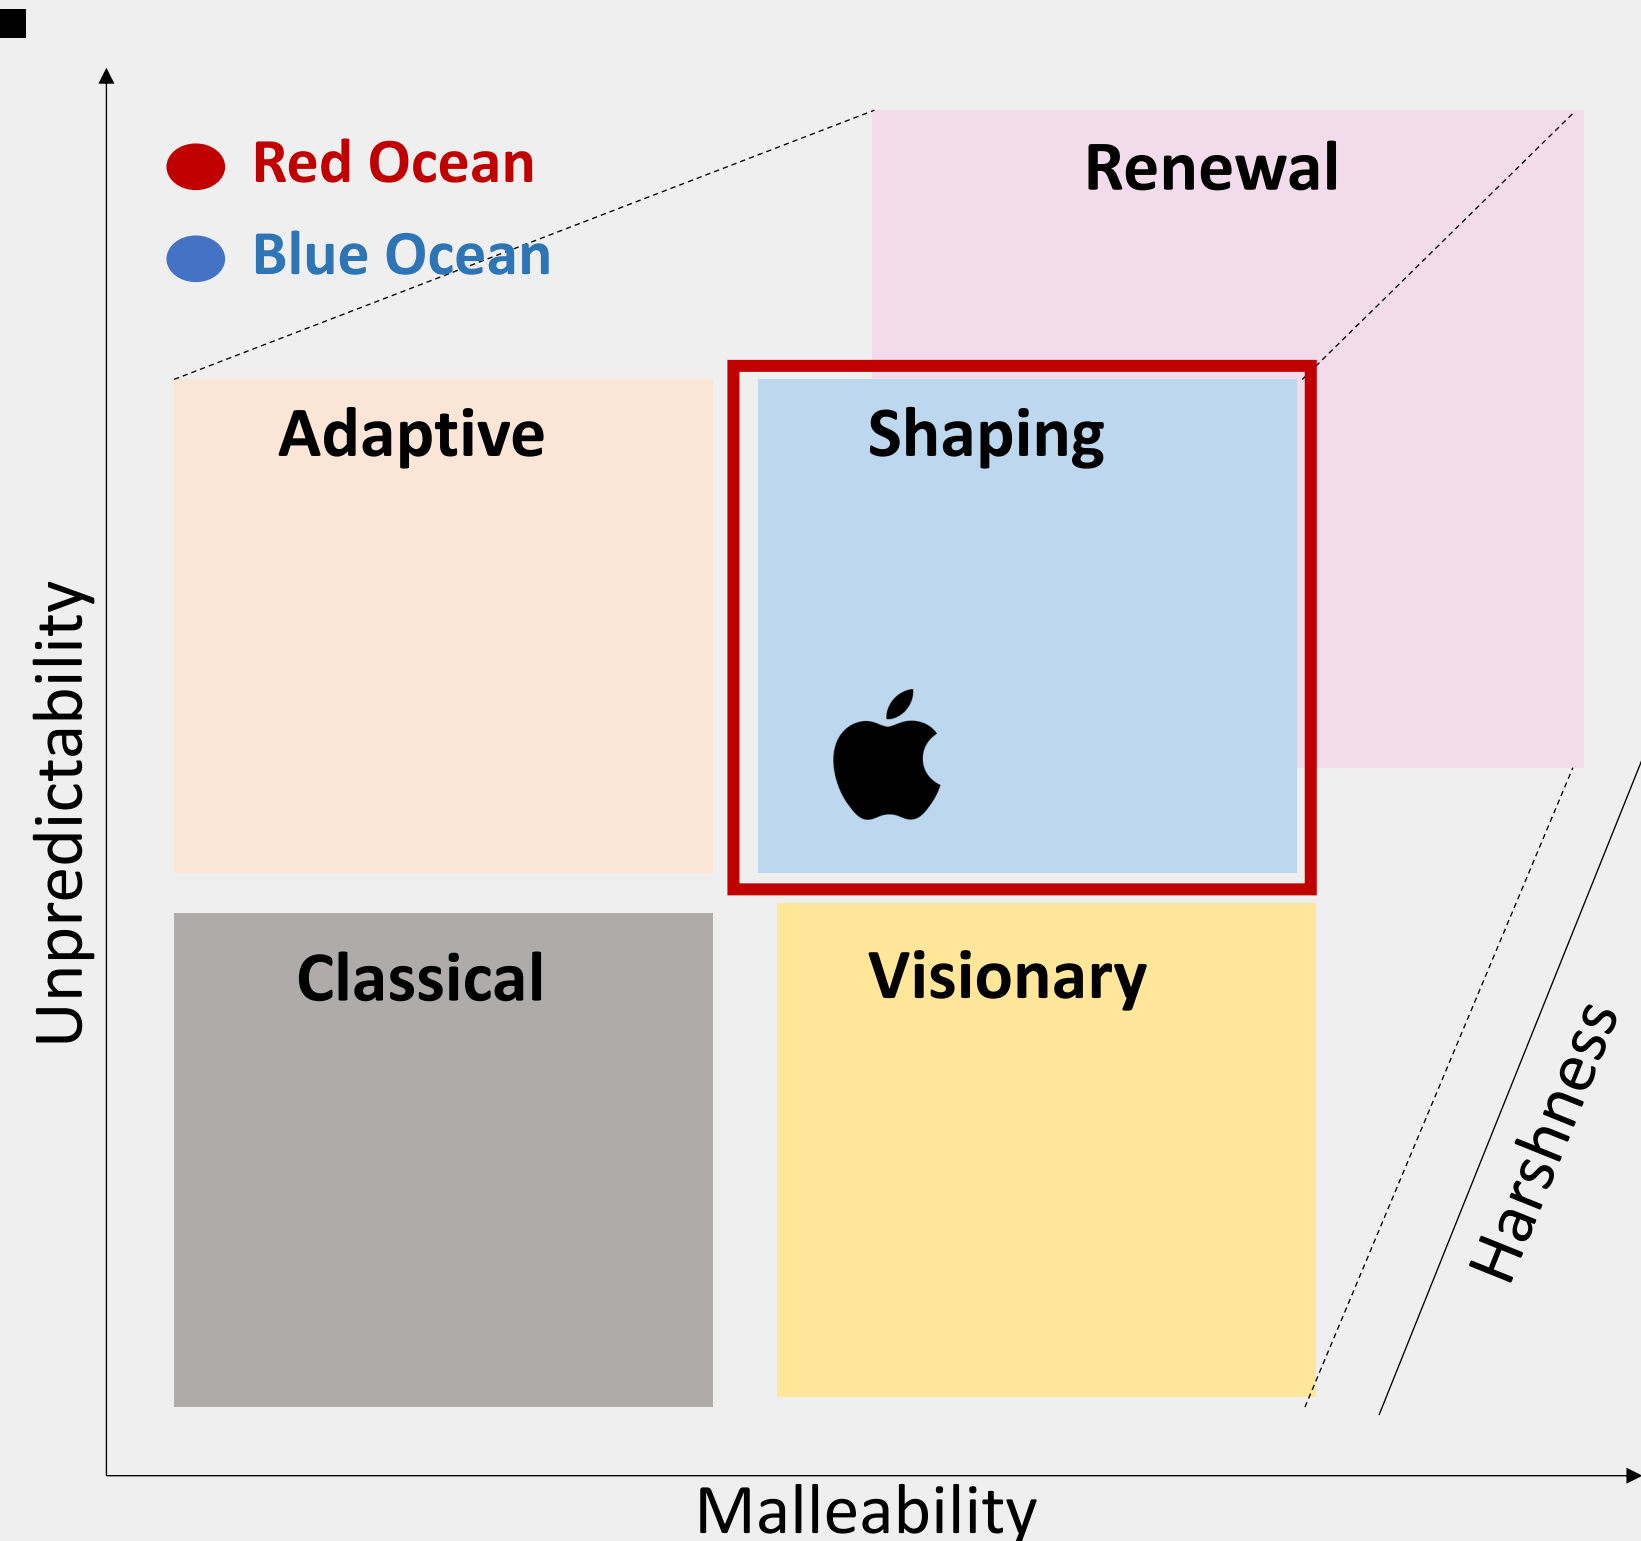 Red Ocean
Blue Ocean
Renewal
Adaptive
Shaping
Unpredictability
Classical
Visionary
Harshness
Malleability